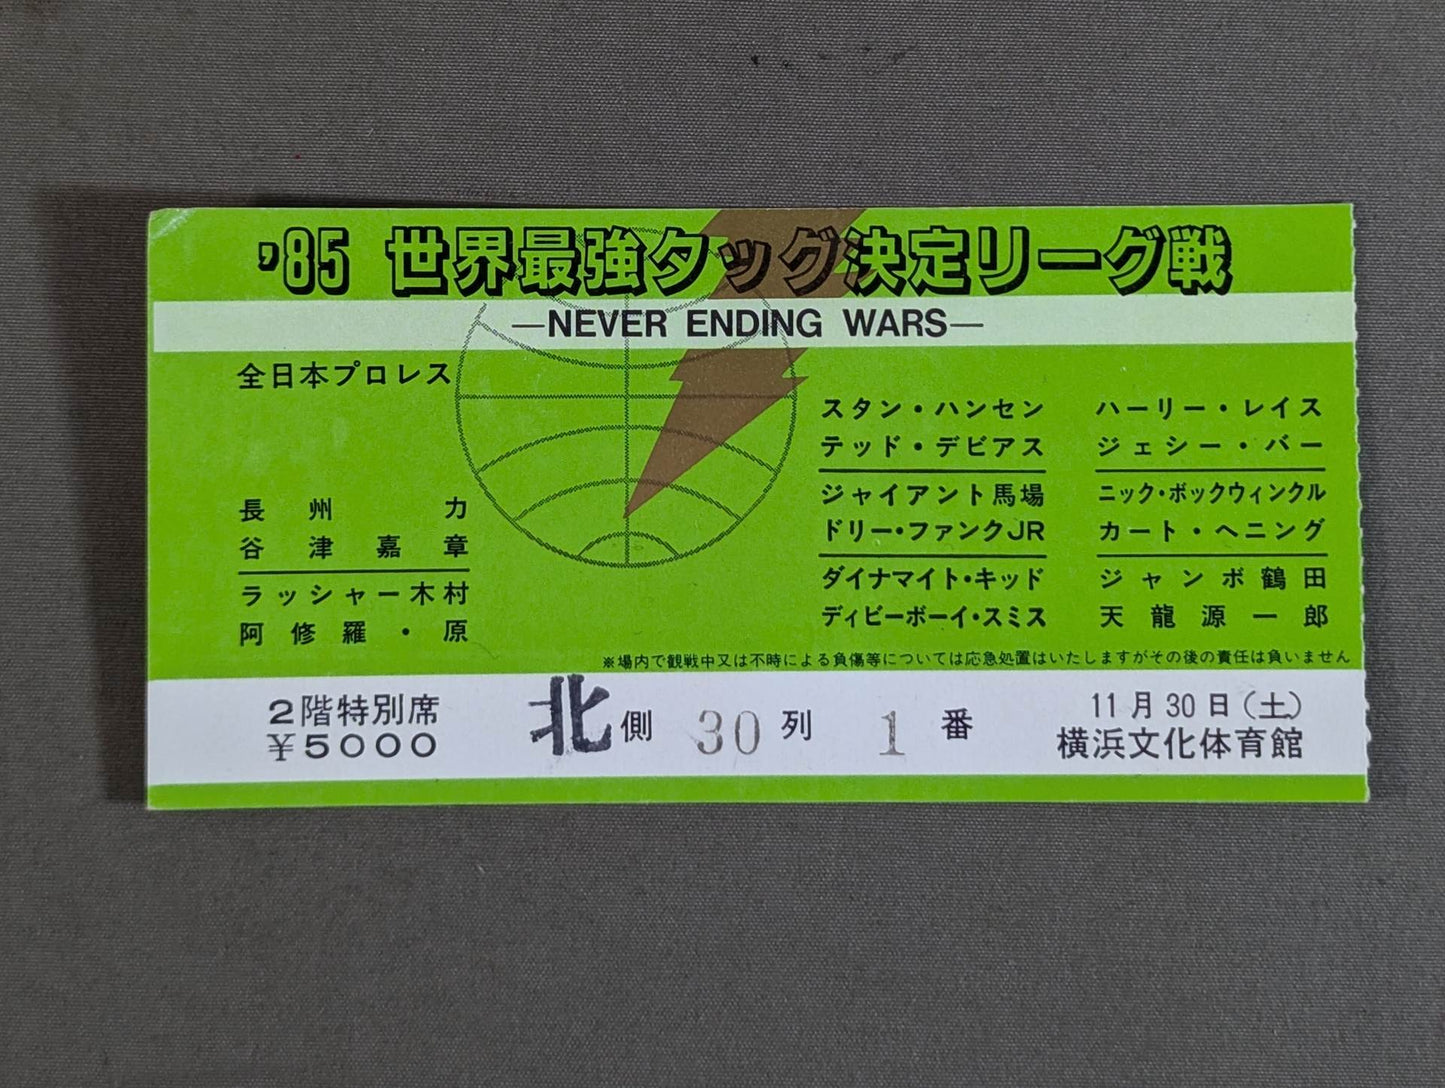 '85 世界最強タッグ決定リーグ戦
—NEVER ENDING WARS—
全日本プロレス
長州力
谷津嘉章
ラッシャー木村
阿修羅・原
スタン・ハンセン
テッド・デビアス
ジャイアント馬場
ドリー・ファンクJR
ダイナマイト・キッド
ディビーボーイ・スミス
ハーリー・レイス
ジェシー・バー
ニック・ボックウィンクル
カート・ヘニング
ジャンボ鶴田
天龍源一郎
※場内で観戦中又は不時による負傷等については応急処置はいたしますがその後の責任は負いません
2階特別席
¥5000
北側 30列 1番
11月30日(土)
横浜文化体育館